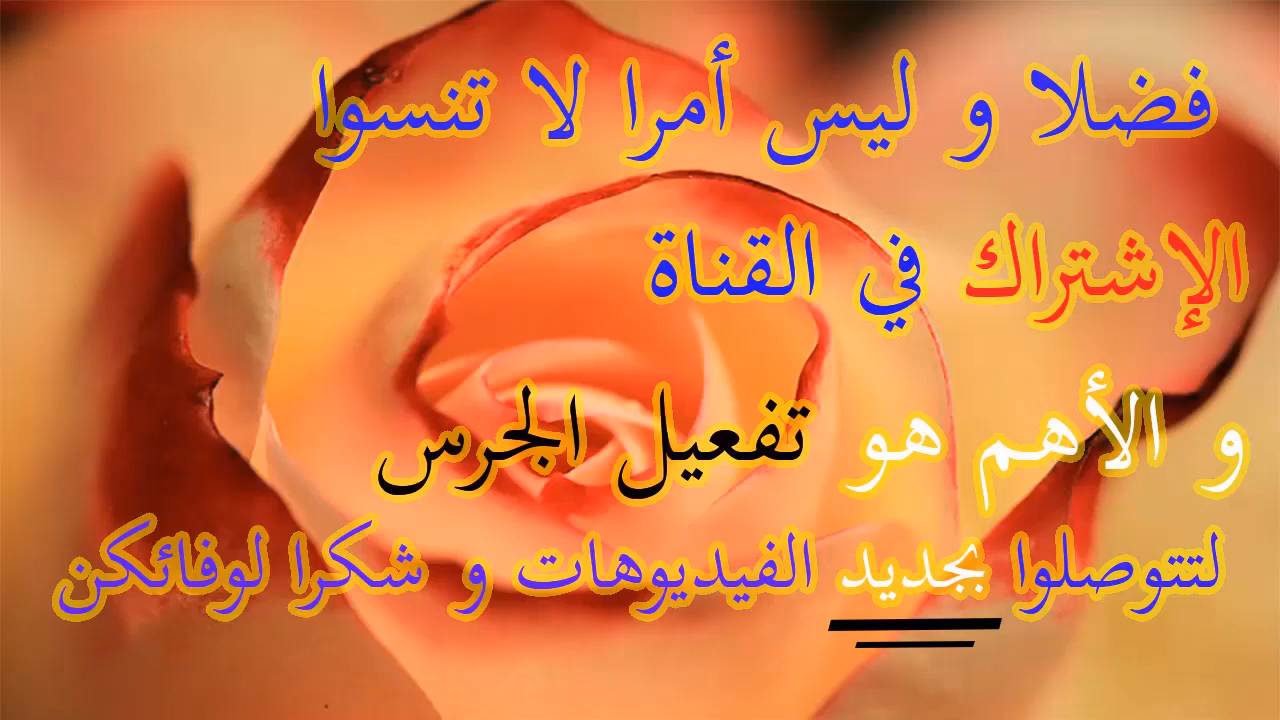 فضلا و ليس أمرا لا تنسوا
الإشتراك في القناة
و الأهم هو تفعيل الجرس
لتتوصلوا بجديد الفيديوهات و شكرا لوفائكن